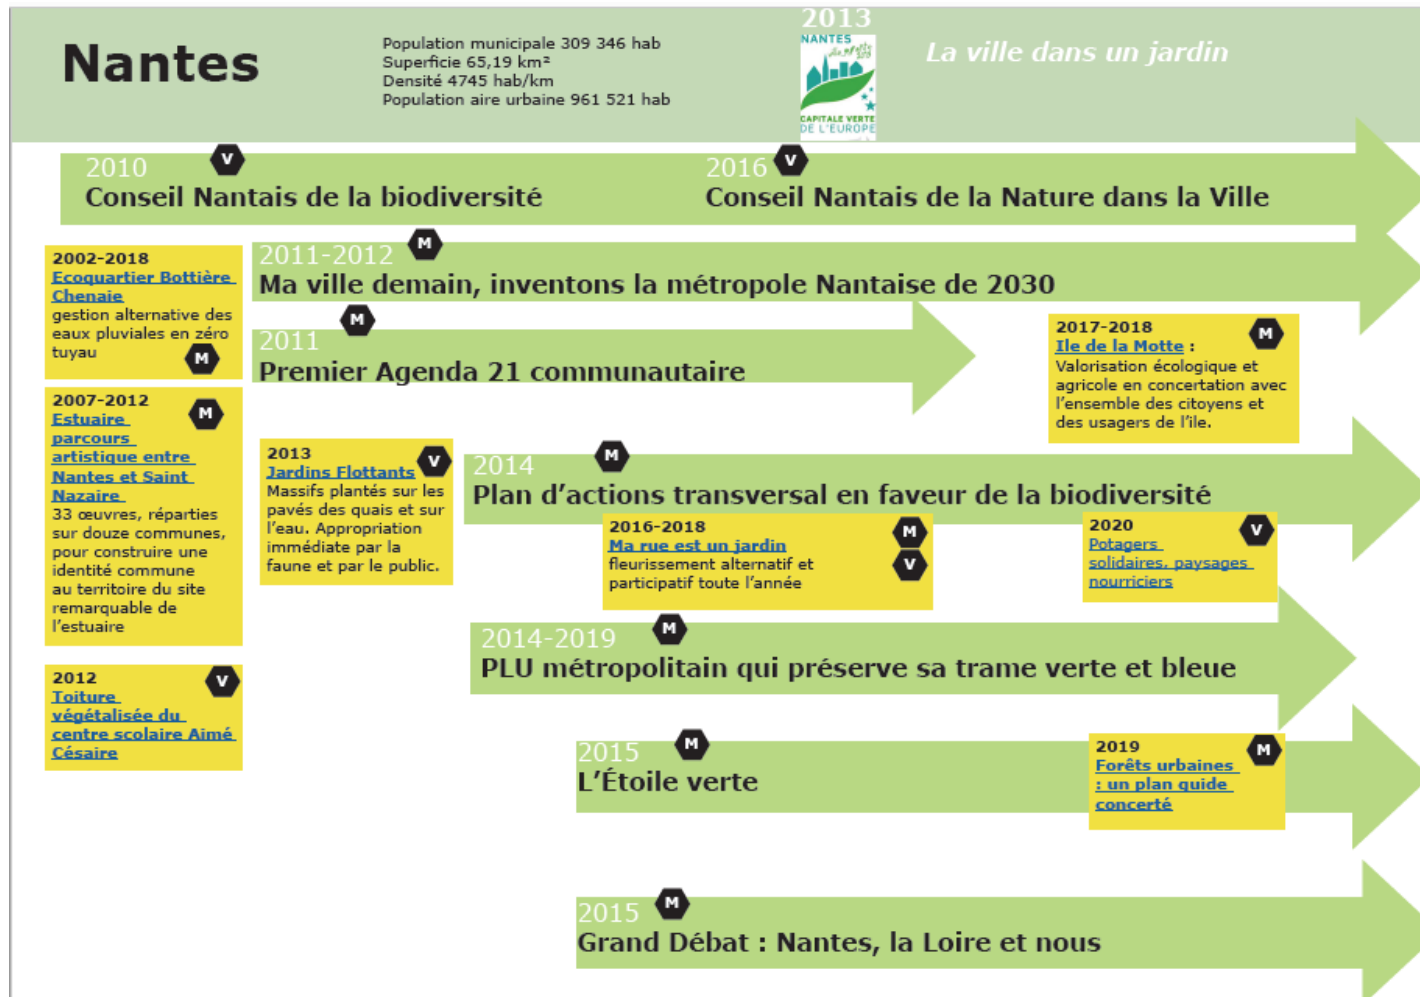 Nantes
Population municipale 309 346 hab
Superficie 65,19 km²
Densité 4745 hab/km
Population aire urbaine 961 521 hab
2013
NANTES
CAPITALE VERTE
DE L'EUROPE
La ville dans un jardin
2010
V
Conseil Nantais de la biodiversité
2016
V
Conseil Nantais de la Nature dans la Ville
2002-2018
Ecoquartier Bottière
Chenaie
gestion alternative des
eaux pluviales en zéro
tuyau
M
2011-2012
M
Ma ville demain, inventons la métropole Nantaise de 2030
2011
M
Premier Agenda 21 communautaire
2017-2018
M
Ile de la Motte :
Valorisation écologique et
agricole en concertation avec
l'ensemble des citoyens et
des usagers de l'ile.
2007-2012
M
Estuaire
parcours
artistique entre
Nantes et Saint
Nazaire
33 œuvres, réparties
sur douze communes,
pour construire une
identité commune
au territoire du site
remarquable de
l'estuaire
2013
V
Jardins Flottants
Massifs plantés sur les
pavés des quais et sur
l'eau. Appropriation
immédiate par la
faune et par le public.
2014
M
Plan d'actions transversal en faveur de la biodiversité
2016-2018
M
V
Ma rue est un jardin
fleurissement alternatif et
participatif toute l'année
2020
V
Potagers
solidaires, paysages
nourriciers
2014-2019
M
PLU métropolitain qui préserve sa trame verte et bleue
2012
V
Toiture
végétalisée du
centre scolaire Aimé
Césaire
2015
M
L'Étoile verte
2019
M
Forêts urbaines
: un plan guide
concerté
2015
M
Grand Débat : Nantes, la Loire et nous